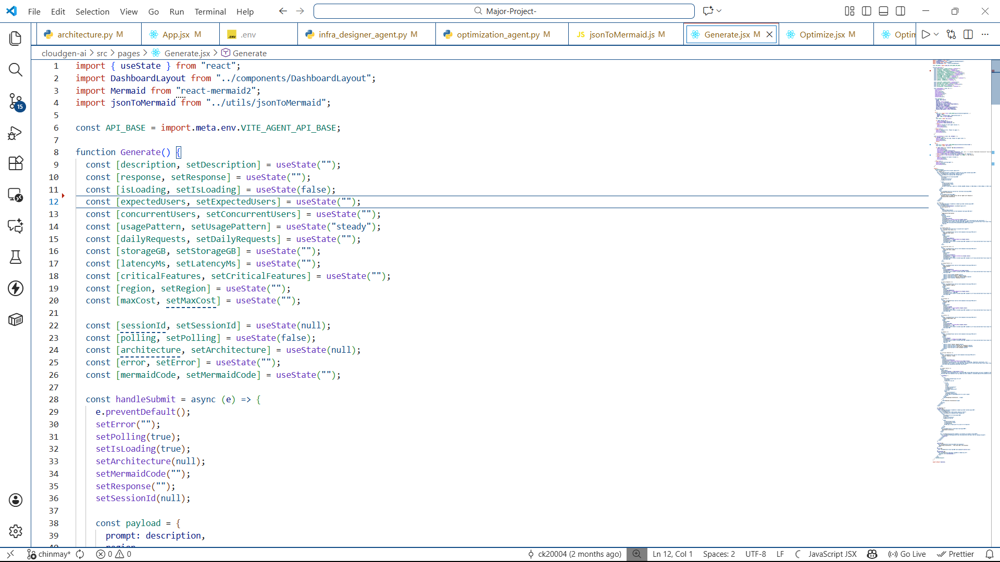 File Edit Selection View Go Run Terminal Help
Major-Project-
architecture.py M
App.jsx M
.ENV .env
infra_designer_agent.py M
optimization_agent.py M
JS jsonToMermaid.js M
Generate.jsx M
Optimize.jsx M
Optin
cloudgen-ai > src > pages > Generate.jsx > Generate
15
1 import { useState } from "react";
2 import DashboardLayout from "../components/DashboardLayout";
3 import Mermaid from "react-mermaid2";
4 import jsonToMermaid from "../utils/jsonToMermaid";
5
6 const API_BASE = import.meta.env.VITE_AGENT_API_BASE;
7
8 function Generate() {
9 const [description, setDescription] = useState("");
10 const [response, setResponse] = useState("");
11 const [isLoading, setIsLoading] = useState(false);
12 const [expectedUsers, setExpectedUsers] = useState("");
13 const [concurrentUsers, setConcurrentUsers] = useState("");
14 const [usagePattern, setUsagePattern] = useState("steady");
15 const [dailyRequests, setDailyRequests] = useState("");
16 const [storageGB, setStorageGB] = useState("");
17 const [latencyMs, setLatencyMs] = useState("");
18 const [criticalFeatures, setCriticalFeatures] = useState("");
19 const [region, setRegion] = useState("");
20 const [maxCost, setMaxCost] = useState("");
21
22 const [sessionId, setSessionId] = useState(null);
23 const [polling, setPolling] = useState(false);
24 const [architecture, setArchitecture] = useState(null);
25 const [error, setError] = useState("");
26 const [mermaidCode, setMermaidCode] = useState("");
27
28 const handleSubmit = async (e) => {
29 e.preventDefault();
30 setError("");
31 setPolling(true);
32 setIsLoading(true);
33 setArchitecture(null);
34 setMermaidCode("");
35 setResponse("");
36 setSessionId(null);
37
38 const payload = {
39 prompt: description,
chinmay* 0 0
ck20004 (2 months ago) Ln 12, Col 1 Spaces: 2 UTF-8 LF JavaScript JSX Go Live Prettier